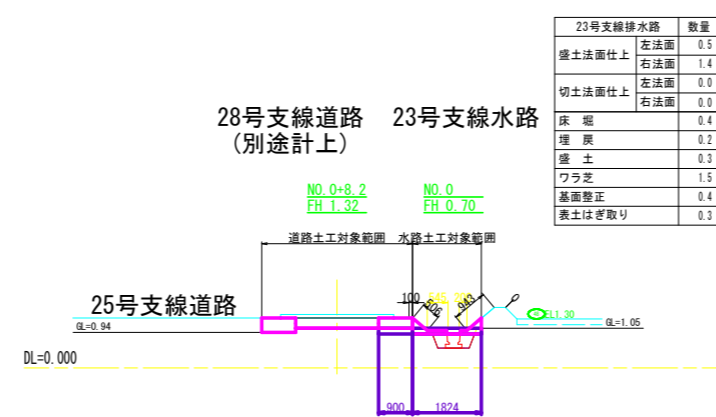 23号支線排水路 数量
盛土法面仕上 左法面 0.5
右法面 1.4
切土法面仕上 左法面 0.0
右法面 0.0
床 堀 0.4
埋 戻 0.2
盛 土 0.3
ワラ芝 1.5
基面整正 0.4
表土はぎ取り 0.3
28号支線道路 23号支線水路
(別途計上)
NO.0+8.2 NO.0
FH 1.32 FH 0.70
道路土工対象範囲 水路土工対象範囲
100 506 545 943
25号支線道路
EL1.30
GL=0.94 GL=1.05
DL=0.000
900 1824